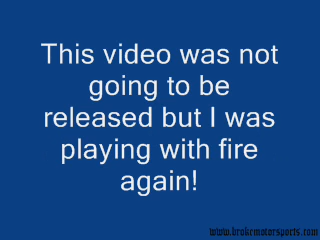 This video was not
going to be
released but I was
playing with fire
again!
www.brokemotorsports.com